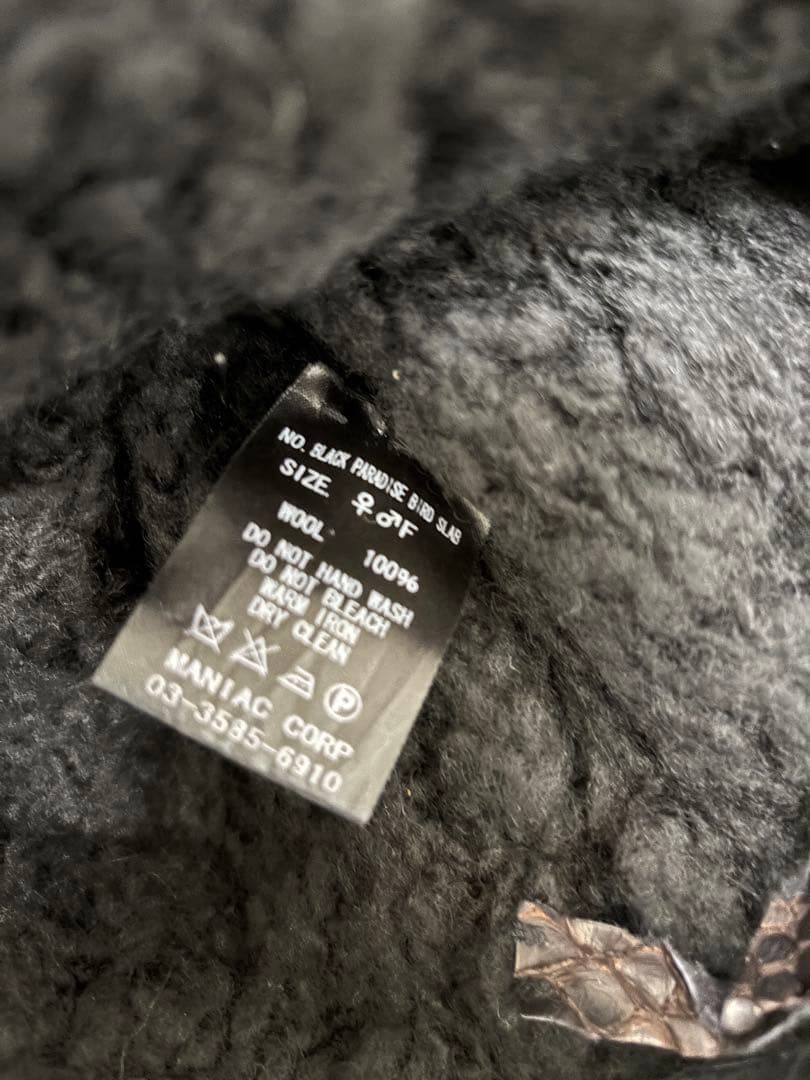 NO. BLACK PARADISE BIRD SLAB
SIZE ♀♂F
WOOL 100%
DO NOT HAND WASH
DO NOT BLEACH
WARM IRON
DRY CLEAN
P
MANIAC CORP
03-3585-6910